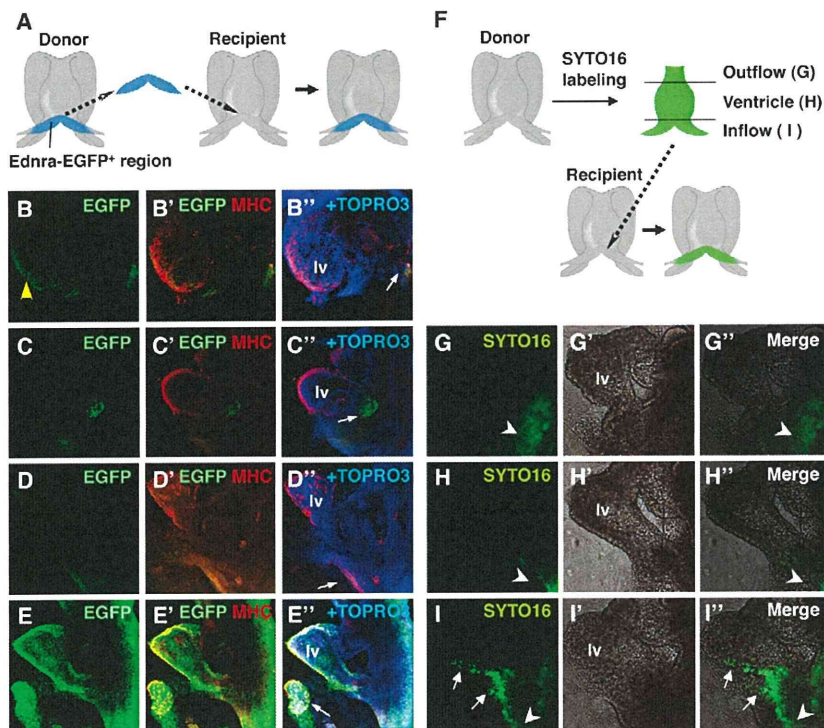 A
Donor
Recipient
Ednra-EGFP+ region
B EGFP
B' EGFP MHC
B'' +TOPRO3
lv
C EGFP
C' EGFP MHC
C'' +TOPRO3
lv
D EGFP
D' EGFP MHC
D'' +TOPRO3
lv
E EGFP
E' EGFP MHC
E'' +TOPRO3
lv
F
Donor
SYTO16
labeling
Outflow (G)
Ventricle (H)
Inflow ( I )
Recipient
G SYTO16
G'
lv
G'' Merge
H SYTO16
H'
lv
H'' Merge
I SYTO16
I'
lv
I'' Merge